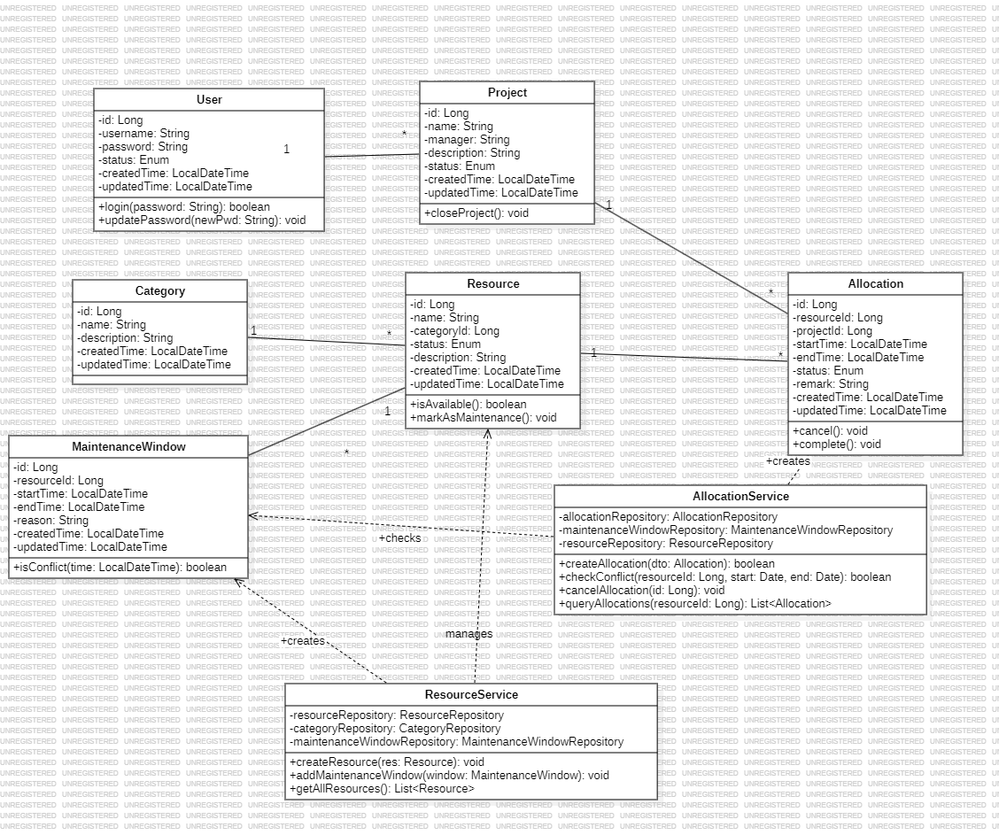 User
-id: Long
-username: String
-password: String
-status: Enum
-createdTime: LocalDateTime
-updatedTime: LocalDateTime
+login(password: String): boolean
+updatePassword(newPwd: String): void
1
*
Project
-id: Long
-name: String
-manager: String
-description: String
-status: Enum
-createdTime: LocalDateTime
-updatedTime: LocalDateTime
+closeProject(): void
1
*
Category
-id: Long
-name: String
-description: String
-createdTime: LocalDateTime
-updatedTime: LocalDateTime
1
*
Resource
-id: Long
-name: String
-categoryId: Long
-status: Enum
-description: String
-createdTime: LocalDateTime
-updatedTime: LocalDateTime
+isAvailable(): boolean
+markAsMaintenance(): void
1
*
Allocation
-id: Long
-resourceId: Long
-projectId: Long
-startTime: LocalDateTime
-endTime: LocalDateTime
-status: Enum
-remark: String
-createdTime: LocalDateTime
-updatedTime: LocalDateTime
+cancel(): void
+complete(): void
1
*
MaintenanceWindow
-id: Long
-resourceId: Long
-startTime: LocalDateTime
-endTime: LocalDateTime
-reason: String
-createdTime: LocalDateTime
-updatedTime: LocalDateTime
+isConflict(time: LocalDateTime): boolean
+creates
AllocationService
-allocationRepository: AllocationRepository
-maintenanceWindowRepository: MaintenanceWindowRepository
-resourceRepository: ResourceRepository
+createAllocation(dto: Allocation): boolean
+checkConflict(resourceId: Long, start: Date, end: Date): boolean
+cancelAllocation(id: Long): void
+queryAllocations(resourceId: Long): List<Allocation>
+checks
manages
+creates
ResourceService
-resourceRepository: ResourceRepository
-categoryRepository: CategoryRepository
-maintenanceWindowRepository: MaintenanceWindowRepository
+createResource(res: Resource): void
+addMaintenanceWindow(window: MaintenanceWindow): void
+getAllResources(): List<Resource>
UNREGISTERED